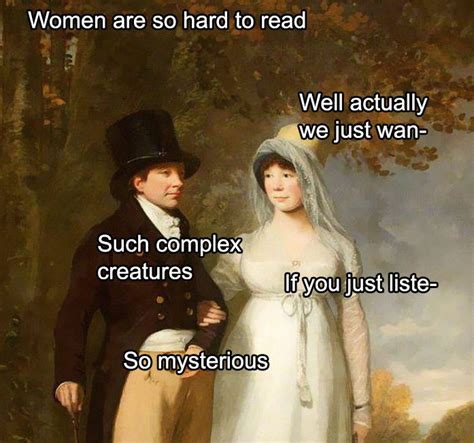 Women are so hard to read
Well actually
we just wan-
Such complex
creatures
If you just liste-
So mysterious